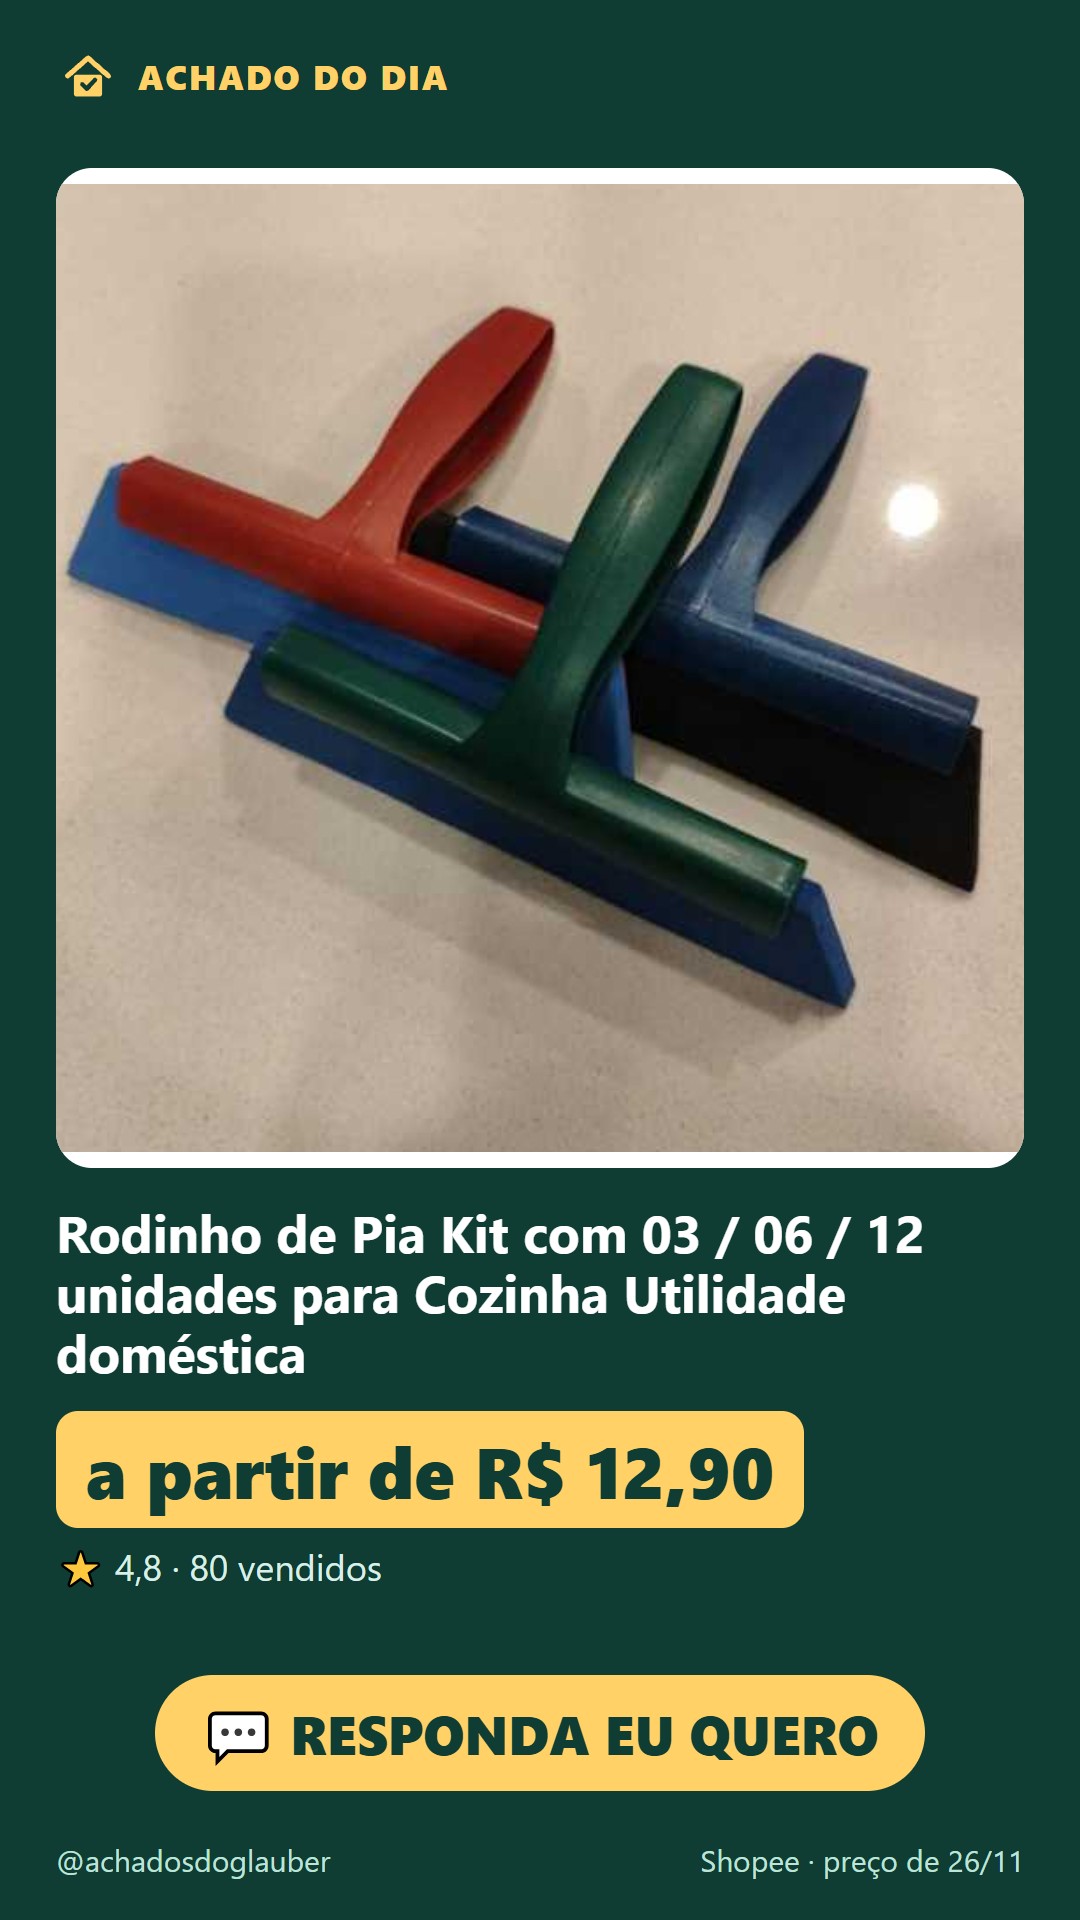 ACHADO DO DIA
Rodinho de Pia Kit com 03 / 06 / 12
unidades para Cozinha Utilidade
doméstica
a partir de R$ 12,90
4,8 · 80 vendidos
RESPONDA EU QUERO
@achadosdoglauber
Shopee · preço de 26/11